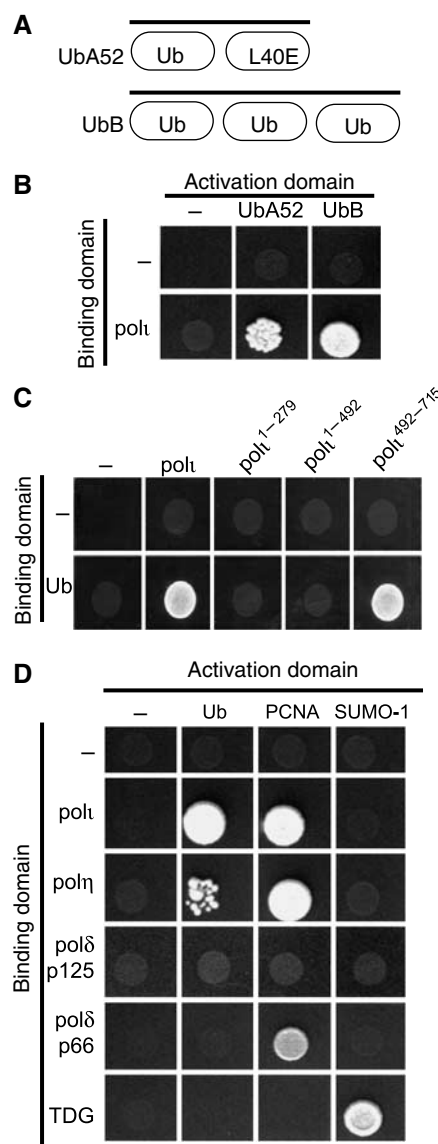 A
UbA52 Ub L40E
UbB Ub Ub Ub
B
Activation domain
– UbA52 UbB
Binding domain
–
polι
C
– polι polι1–279 polι1–492 polι492–715
Binding domain
–
Ub
D
Activation domain
– Ub PCNA SUMO-1
Binding domain
–
polι
polη
polδ
p125
polδ
p66
TDG